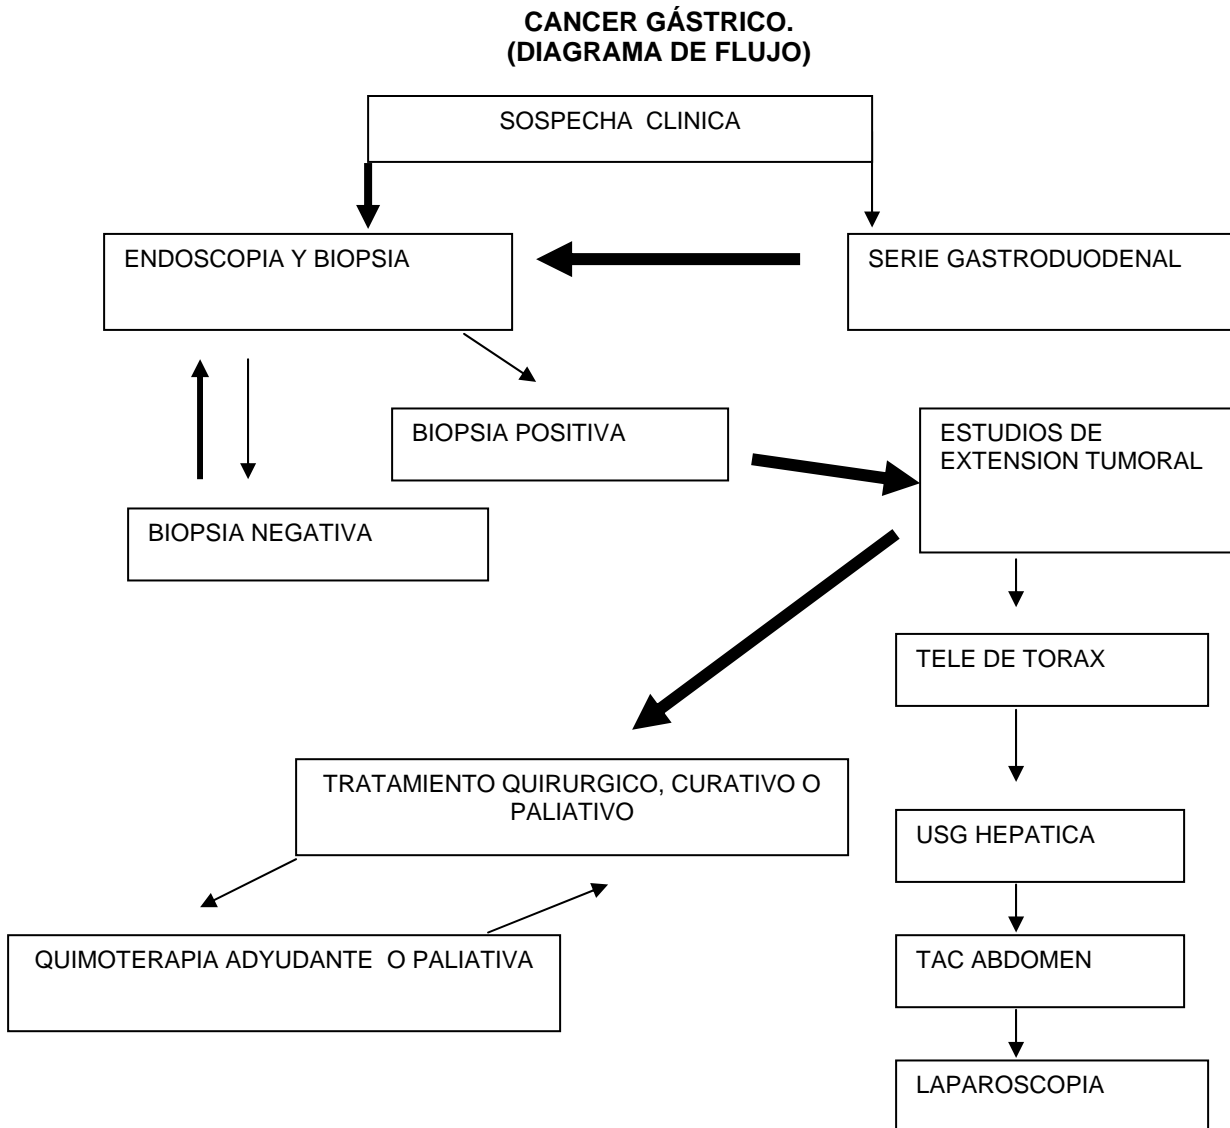 CANCER GÁSTRICO.
(DIAGRAMA DE FLUJO)
SOSPECHA CLINICA
ENDOSCOPIA Y BIOPSIA
SERIE GASTRODUODENAL
BIOPSIA POSITIVA
ESTUDIOS DE
EXTENSION TUMORAL
BIOPSIA NEGATIVA
TELE DE TORAX
TRATAMIENTO QUIRURGICO, CURATIVO O
PALIATIVO
USG HEPATICA
QUIMOTERAPIA ADYUDANTE O PALIATIVA
TAC ABDOMEN
LAPAROSCOPIA